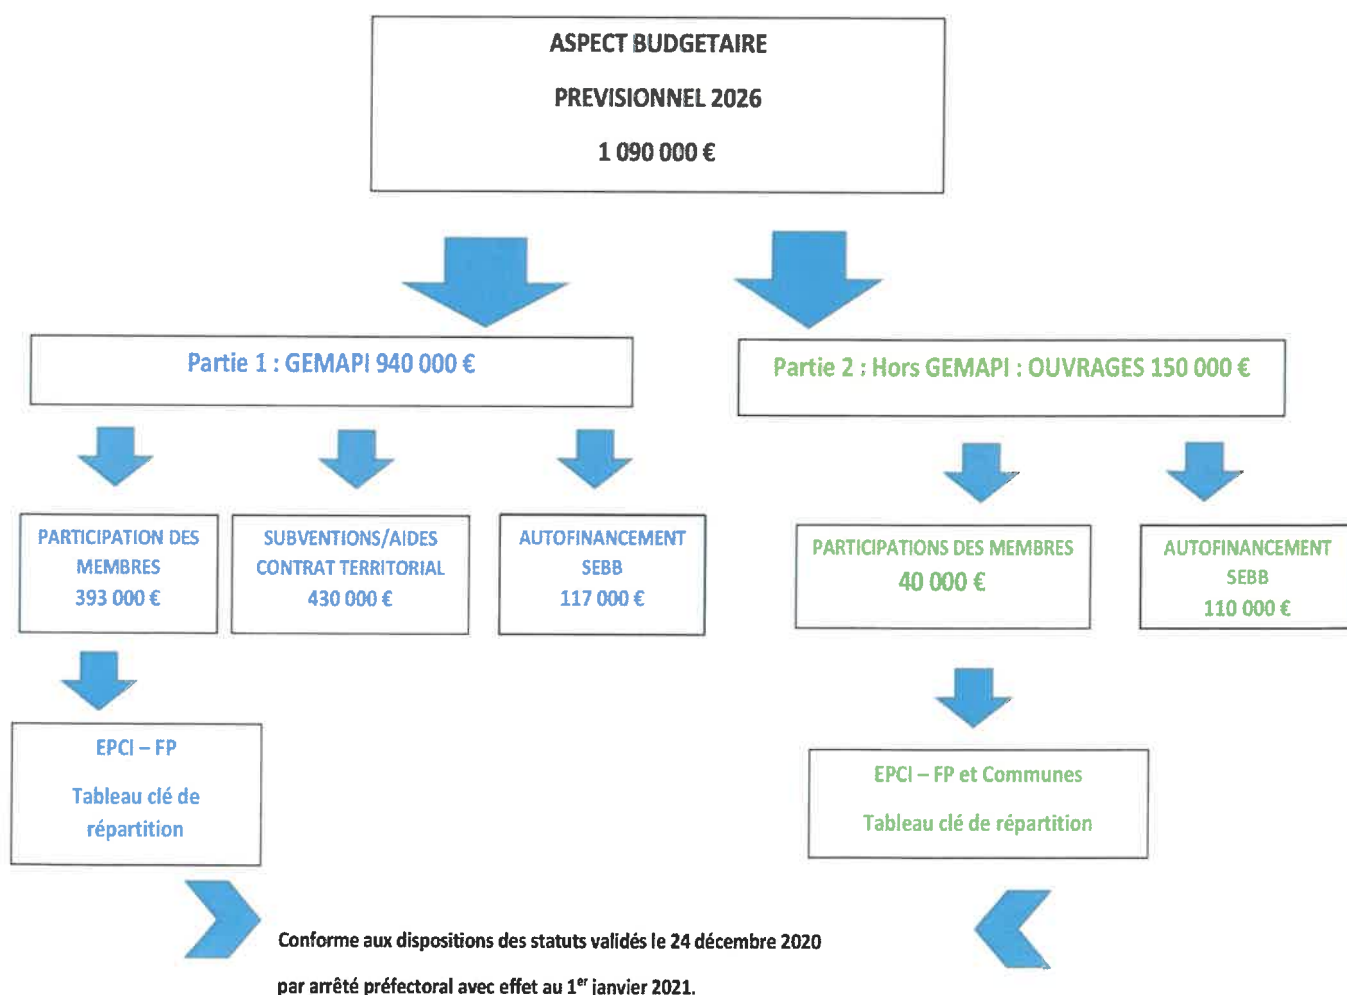 ASPECT BUDGETAIRE
PREVISIONNEL 2026
1 090 000 €
Partie 1 : GEMAPI 940 000 €
Partie 2 : Hors GEMAPI : OUVRAGES 150 000 €
PARTICIPATION DES
MEMBRES
393 000 €
SUBVENTIONS/AIDES
CONTRAT TERRITORIAL
430 000 €
AUTOFINANCEMENT
SEBB
117 000 €
PARTICIPATIONS DES MEMBRES
40 000 €
AUTOFINANCEMENT
SEBB
110 000 €
EPCI – FP
Tableau clé de
répartition
EPCI – FP et Communes
Tableau clé de répartition
Conforme aux dispositions des statuts validés le 24 décembre 2020
par arrêté préfectoral avec effet au 1er janvier 2021.